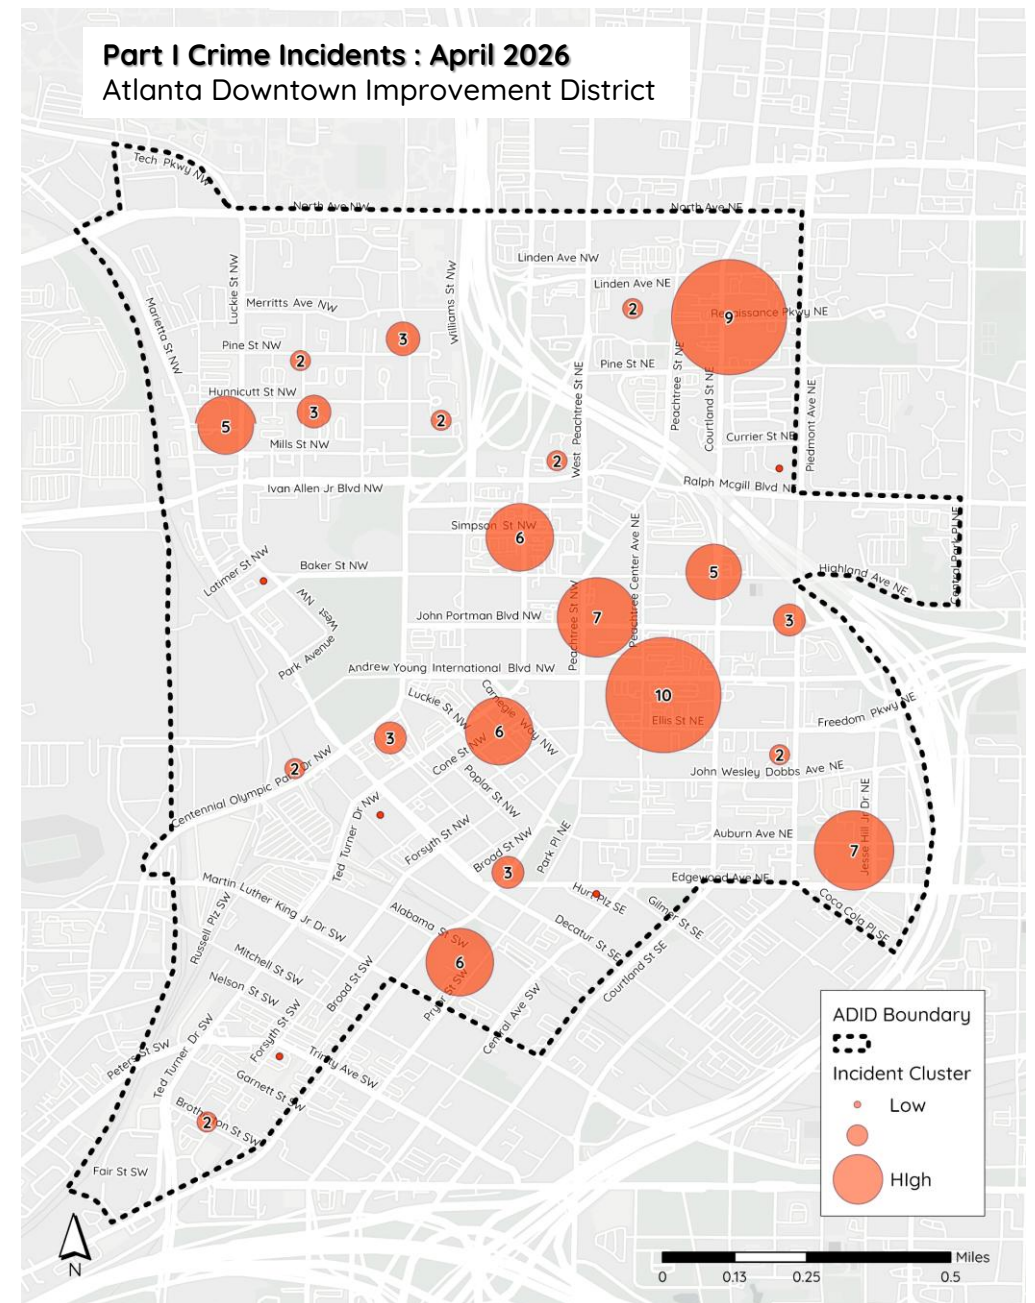 Part I Crime Incidents : April 2026
Atlanta Downtown Improvement District
Tech Pkwy NW
North Ave NW
North Ave NE
Linden Ave NW
Luckie St NW
Williams St NW
Linden Ave NE
Merritts Ave NW
Marietta St NW
2
9
Renaissance Pkwy NE
3
Pine St NW
2
Pine St NE
Peachtree St NE
Courtland St NE
West Peachtree St NE
Piedmont Ave NE
Hunnicutt St NW
3
5
2
Mills St NW
Currier St NE
2
Ivan Allen Jr Blvd NW
Ralph Mcgill Blvd NE
Simpson St NW
6
Peachtree Center Ave NE
Central Park Pl NE
Latimer St NW
Baker St NW
5
Highland Ave NE
West NW
Park Avenue
John Portman Blvd NW
Peachtree St NW
7
3
Andrew Young International Blvd NW
10
Luckie St NW
Carnegie Way NW
Ellis St NE
Freedom Pkwy NE
3
6
Cone St NW
2
Centennial Olympic Park Dr NW
2
John Wesley Dobbs Ave NE
Poplar St NW
Ted Turner Dr NW
Forsyth St NW
Broad St NW
Park Pl NE
Auburn Ave NE
Jesse Hill Jr Dr NE
7
3
Edgewood Ave NE
Martin Luther King Jr Dr SW
Hurt Plz SE
Gilmer St SE
Coca Cola Pl SE
Russell Plz SW
Alabama St SW
Decatur St SE
Mitchell St SW
6
Courtland St SE
Nelson St SW
Broad St SW
Pryor St SW
Central Ave SW
Forsyth St SW
Ted Turner Dr SW
Peters St SW
Trinity Ave SW
Garnett St SW
Brotherton St SW
2
Fair St SW
ADID Boundary
Incident Cluster
Low
HIgh
N
Miles
0
0.13
0.25
0.5